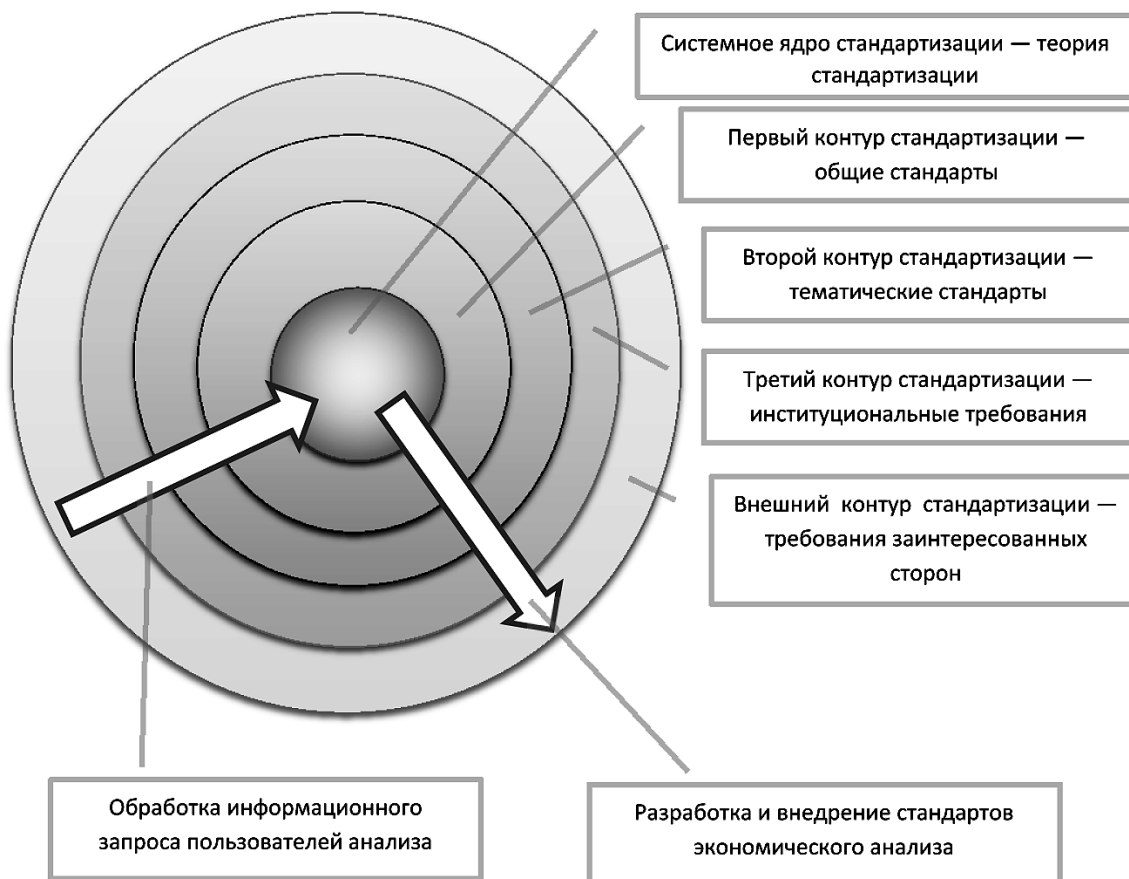 Системное ядро стандартизации — теория
стандартизации
Первый контур стандартизации —
общие стандарты
Второй контур стандартизации —
тематические стандарты
Третий контур стандартизации —
институциональные требования
Внешний контур стандартизации —
требования заинтересованных
сторон
Обработка информационного
запроса пользователей анализа
Разработка и внедрение стандартов
экономического анализа